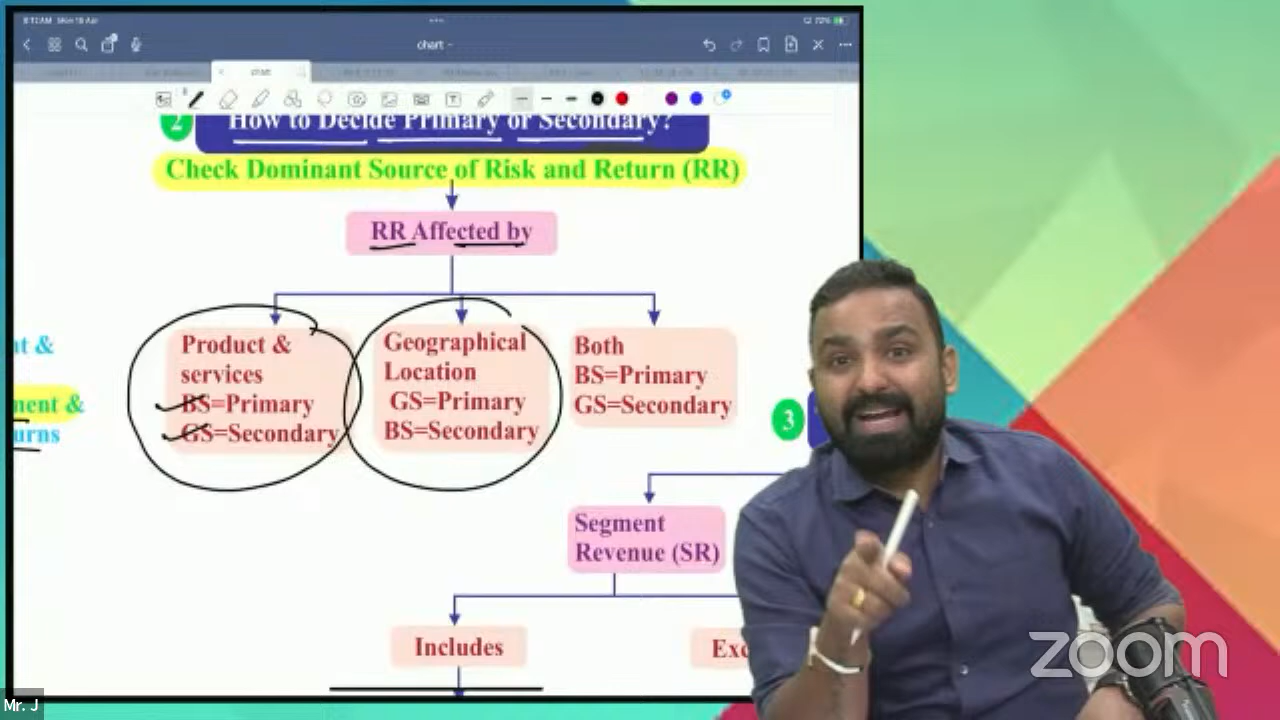 chart
2
How to Decide Primary or Secondary?
Check Dominant Source of Risk and Return (RR)
RR Affected by
Product &
services
BS=Primary
GS=Secondary
Geographical
Location
GS=Primary
BS=Secondary
Both
BS=Primary
GS=Secondary
nt &
ment &
urns
3
Segment
Revenue (SR)
Includes
Exc
zoom
Mr. J